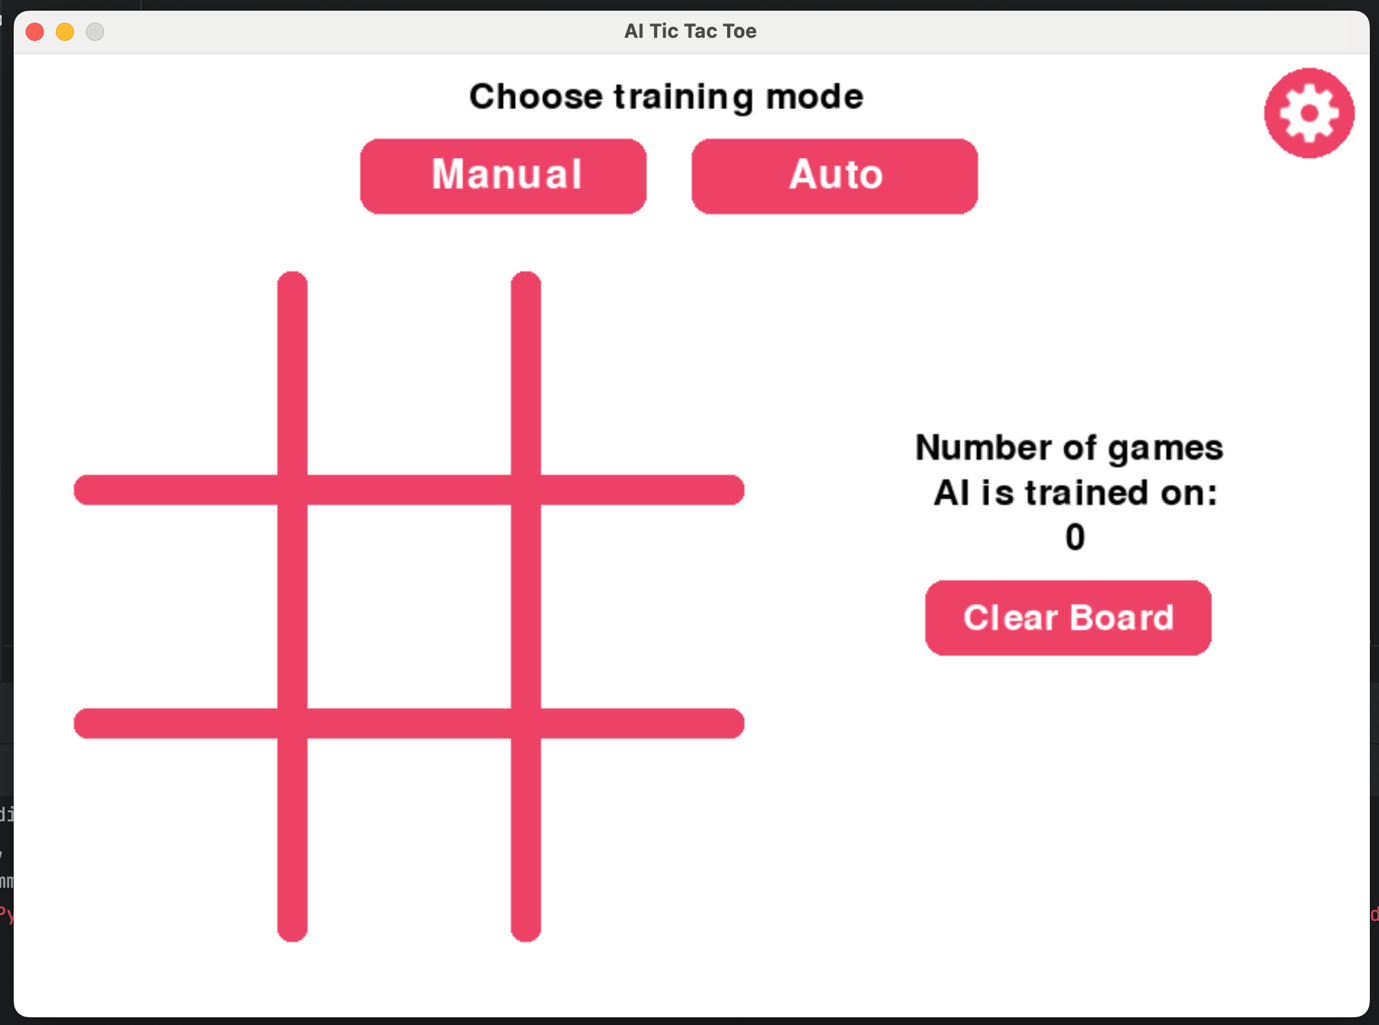 AI Tic Tac Toe
Choose training mode
Manual
Auto
Number of games
AI is trained on:
0
Clear Board